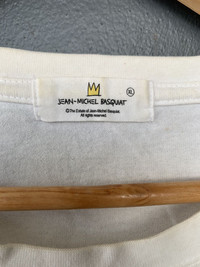 XL
JEAN-MICHEL BASQUIAT
© The Estate of Jean-Michel Basquiat.
All rights reserved.